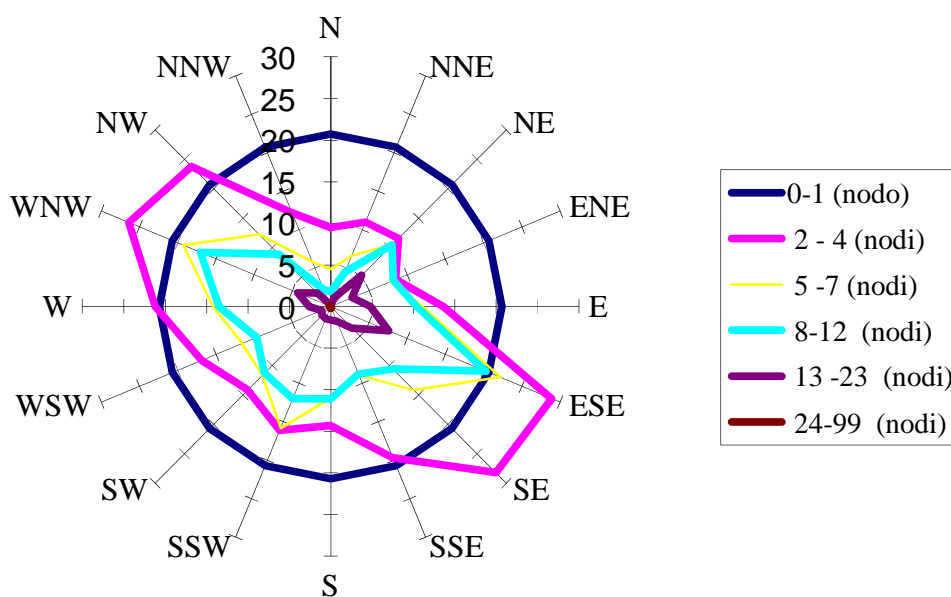 N
NNE
NE
ENE
E
ESE
SE
SSE
S
SSW
SW
WSW
W
WNW
NW
NNW
30
25
20
15
10
5
0
0-1 (nodo)
2 - 4 (nodi)
5 -7 (nodi)
8-12 (nodi)
13 -23 (nodi)
24-99 (nodi)